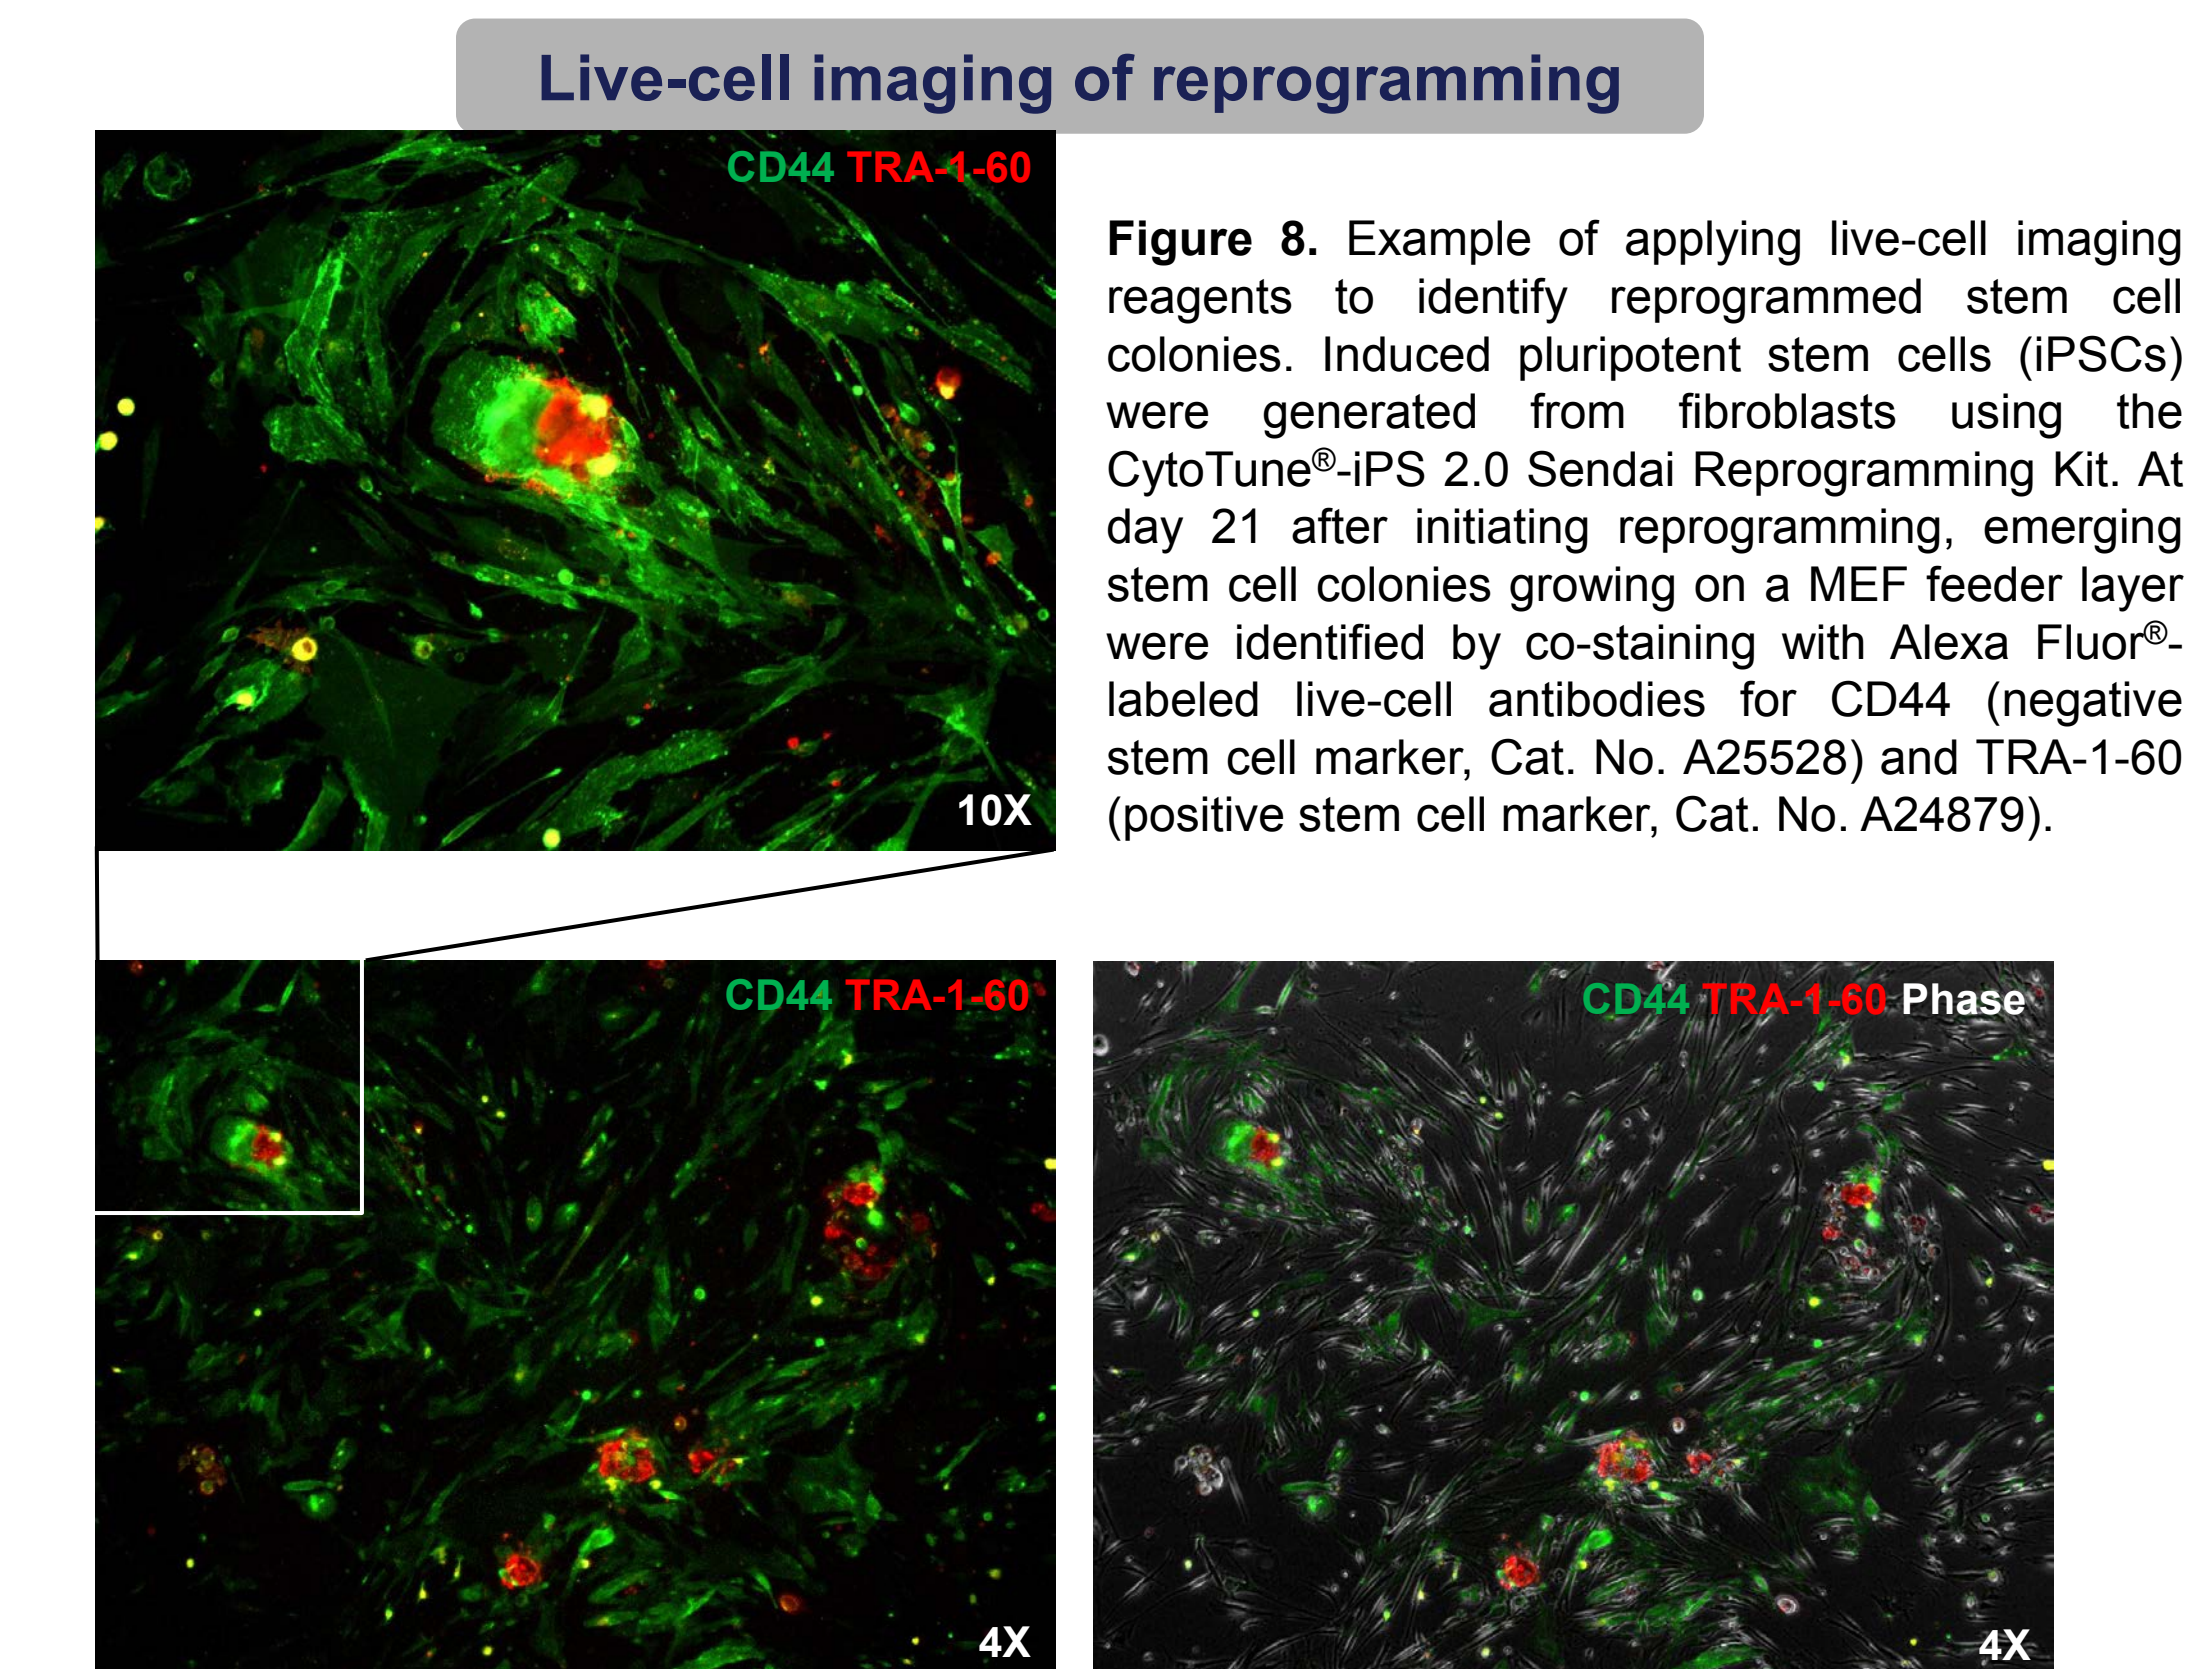 Live-cell imaging of reprogramming
CD44 TRA-1-60
10X
Figure 8. Example of applying live-cell imaging
reagents to identify reprogrammed stem cell
colonies. Induced pluripotent stem cells (iPSCs)
were generated from fibroblasts using the
CytoTune®-iPS 2.0 Sendai Reprogramming Kit. At
day 21 after initiating reprogramming, emerging
stem cell colonies growing on a MEF feeder layer
were identified by co-staining with Alexa Fluor®-
labeled live-cell antibodies for CD44 (negative
stem cell marker, Cat. No. A25528) and TRA-1-60
(positive stem cell marker, Cat. No. A24879).
CD44 TRA-1-60
4X
CD44 TRA-1-60 Phase
4X